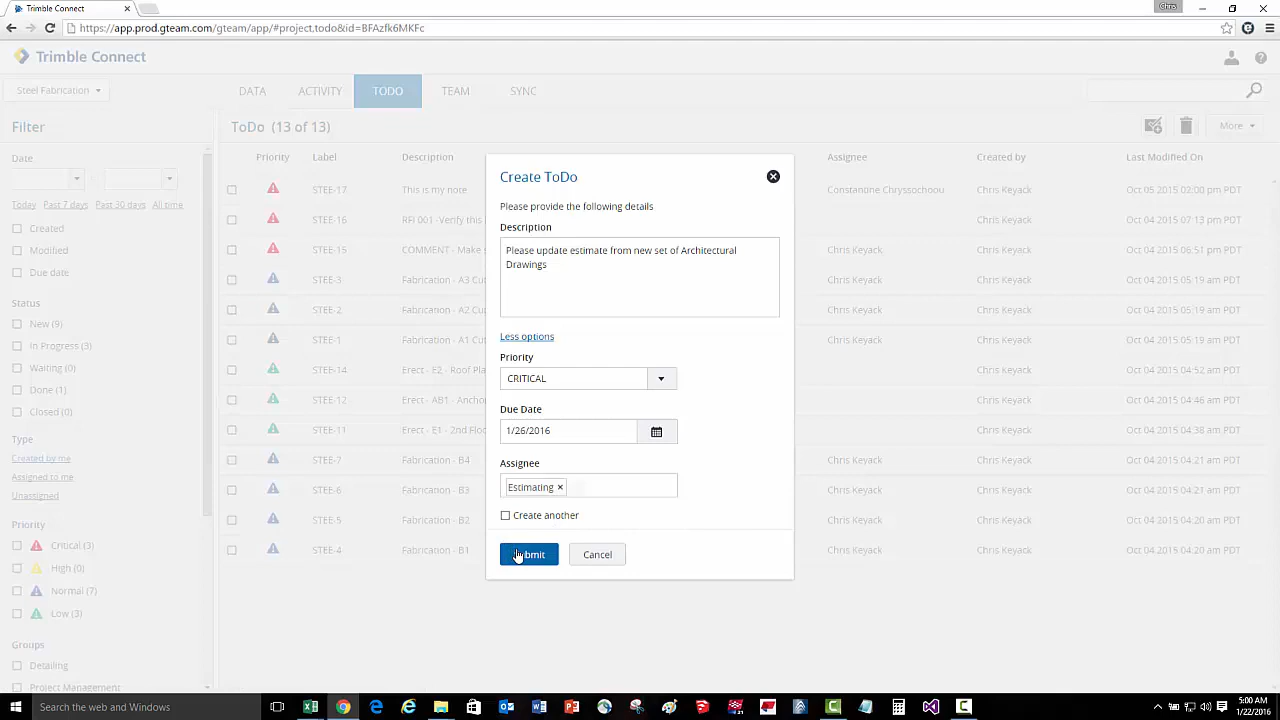 Trimble Connect
Chris
https://app.prod.gteam.com/gteam/app/#project.todo&id=BFAzfk6MKFc
Trimble Connect
Steel Fabrication
DATA
ACTIVITY
TODO
TEAM
SYNC
Filter
ToDo (13 of 13)
More
Date
Today Past 7 days Past 30 days All time
Created
Modified
Due date
Status
New (9)
In Progress (3)
Waiting (0)
Done (1)
Closed (0)
Type
Created by me
Assigned to me
Unassigned
Priority
Critical (3)
High (0)
Normal (7)
Low (3)
Groups
Detailing
Project Management
Priority Label Description Assignee Created by Last Modified On
STEE-17 This is my note Constantine Chryssochoou Chris Keyack Oct 05 2015 02:00 pm PDT
STEE-16 RFI 001 -Verify this Chris Keyack Oct 04 2015 07:13 pm PDT
STEE-15 COMMENT - Make Chris Keyack Chris Keyack Oct 04 2015 06:51 pm PDT
STEE-3 Fabrication - A3 Cu Chris Keyack Chris Keyack Oct 04 2015 05:19 am PDT
STEE-2 Fabrication - A2 Cu Chris Keyack Chris Keyack Oct 04 2015 05:19 am PDT
STEE-1 Fabrication - A1 Cu Chris Keyack Chris Keyack Oct 04 2015 05:19 am PDT
STEE-14 Erect - E2 - Roof Pla Chris Keyack Oct 04 2015 04:52 am PDT
STEE-12 Erect - AB1 - Ancho Chris Keyack Oct 04 2015 04:46 am PDT
STEE-11 Erect - E1 - 2nd Floo Chris Keyack Oct 04 2015 04:38 am PDT
STEE-7 Fabrication - B4 Chris Keyack Chris Keyack Oct 04 2015 04:21 am PDT
STEE-6 Fabrication - B3 Chris Keyack Chris Keyack Oct 04 2015 04:21 am PDT
STEE-5 Fabrication - B2 Chris Keyack Chris Keyack Oct 04 2015 04:20 am PDT
STEE-4 Fabrication - B1 Chris Keyack Chris Keyack Oct 04 2015 04:20 am PDT
Create ToDo
Please provide the following details
Description
Please update estimate from new set of Architectural
Drawings
Less options
Priority
CRITICAL
Due Date
1/26/2016
Assignee
Estimating ×
Create another
Submit
Cancel
Search the web and Windows
5:00 AM
1/22/2016